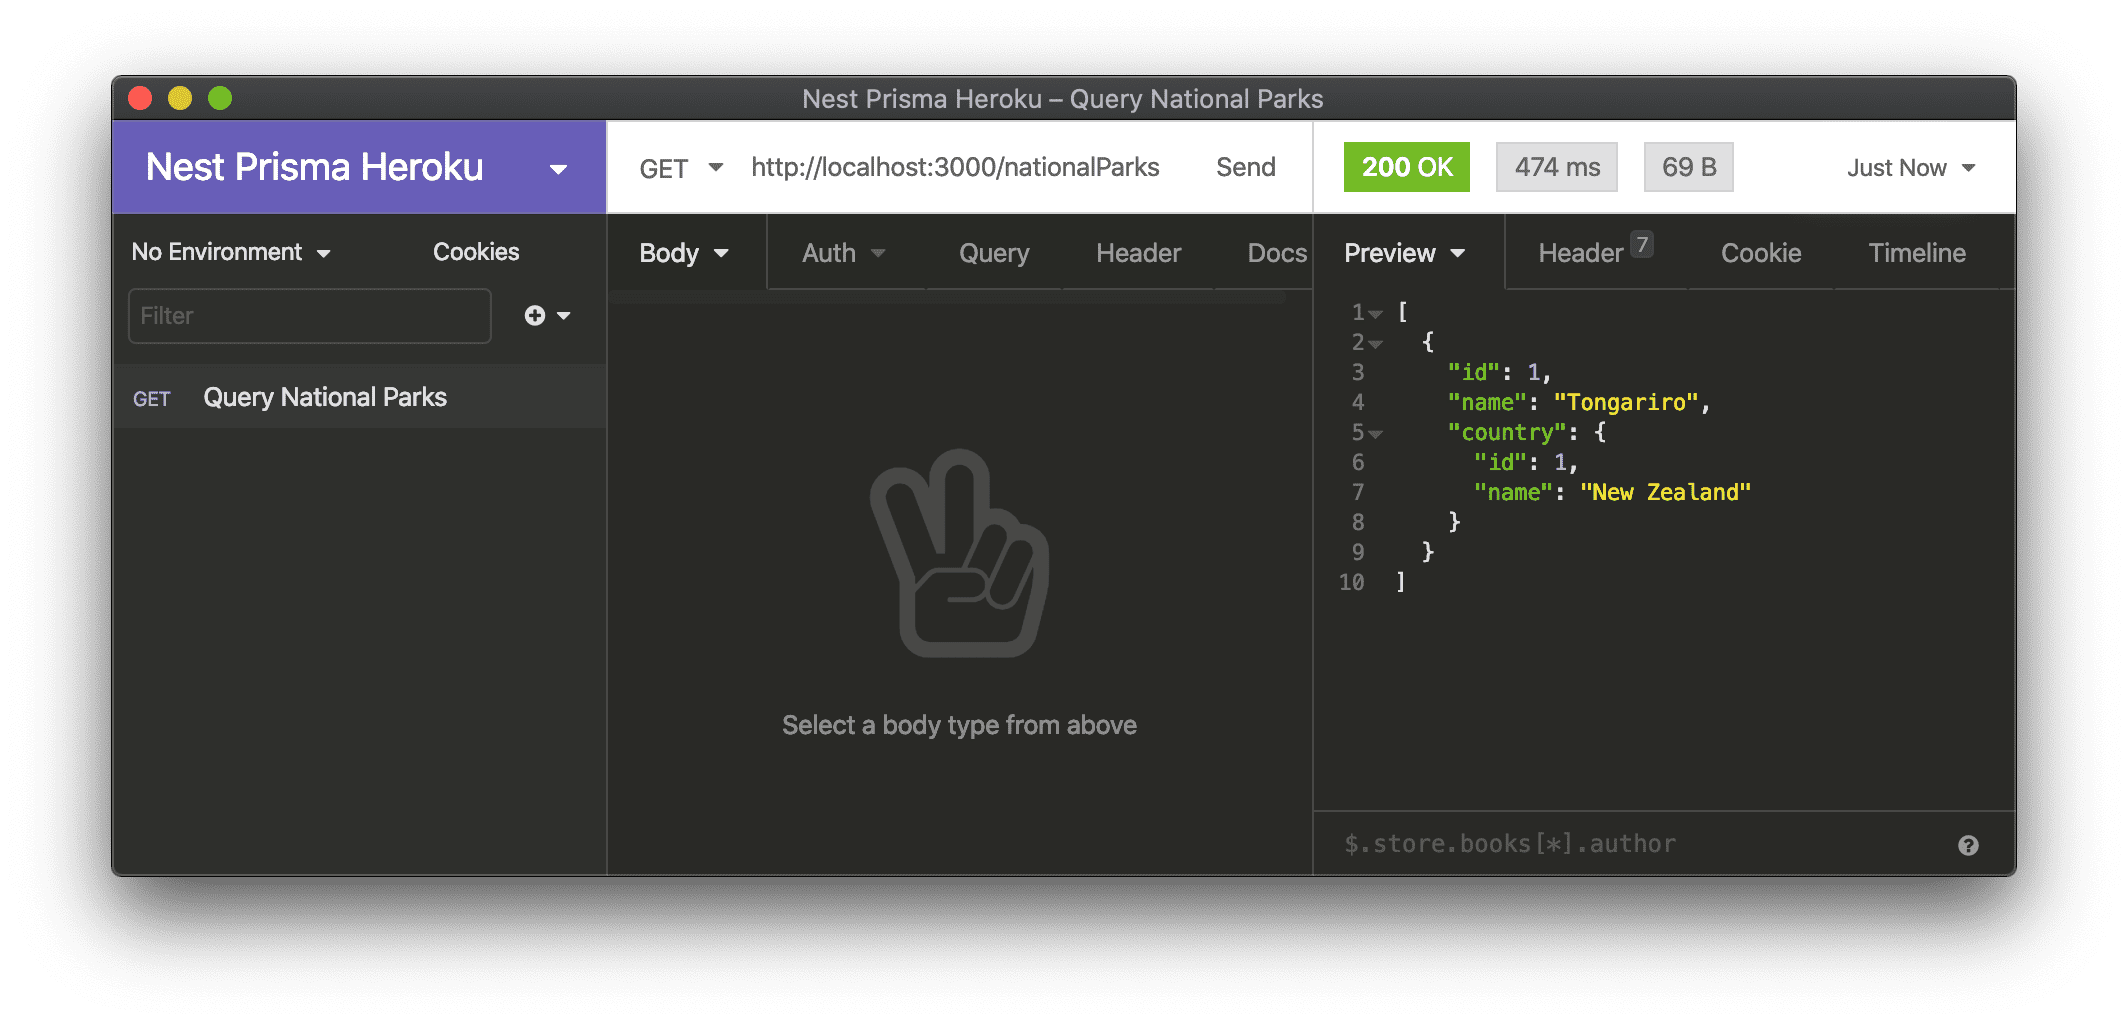 Nest Prisma Heroku – Query National Parks
Nest Prisma Heroku
GET http://localhost:3000/nationalParks Send
200 OK 474 ms 69 B Just Now
No Environment Cookies
Body Auth Query Header Docs
Preview Header 7 Cookie Timeline
Filter
GET Query National Parks
Select a body type from above
1 [
2 {
3 "id": 1,
4 "name": "Tongariro",
5 "country": {
6 "id": 1,
7 "name": "New Zealand"
8 }
9 }
10 ]
$.store.books[*].author